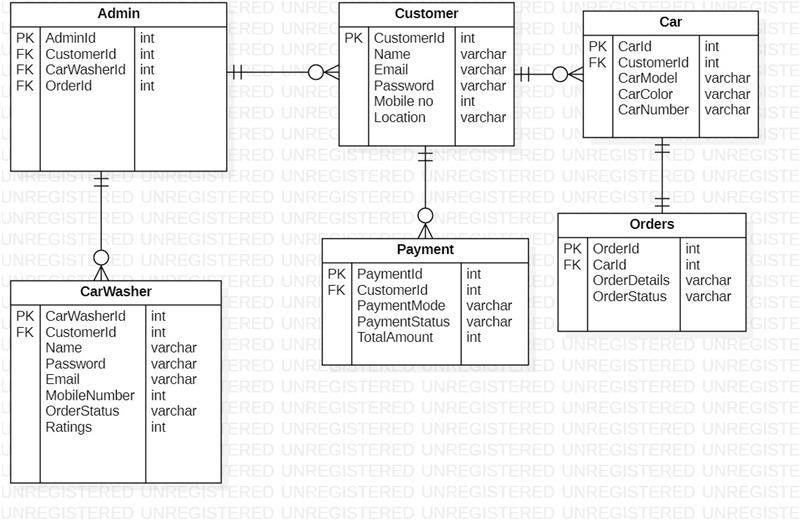 Admin
PK AdminId int
FK CustomerId int
FK CarWasherId int
FK OrderId int
Customer
PK CustomerId int
Name varchar
Email varchar
Password varchar
Mobile no int
Location varchar
Car
PK CarId int
FK CustomerId int
CarModel varchar
CarColor varchar
CarNumber varchar
CarWasher
PK CarWasherId int
FK CustomerId int
Name varchar
Password varchar
Email varchar
MobileNumber int
OrderStatus varchar
Ratings int
Payment
PK PaymentId int
FK CustomerId int
PaymentMode varchar
PaymentStatus varchar
TotalAmount int
Orders
PK OrderId int
FK CarId int
OrderDetails varchar
OrderStatus varchar
UNREGISTERED